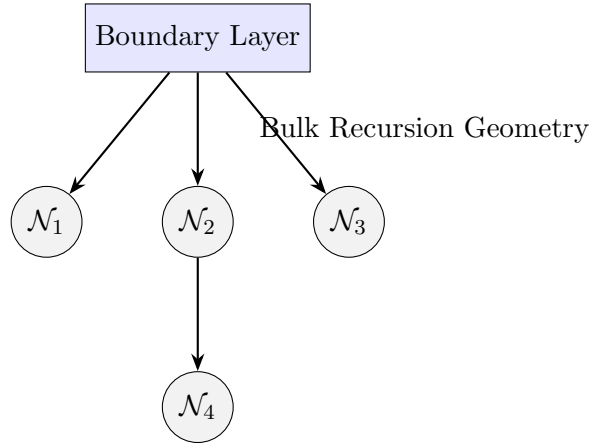 Boundary Layer
Bulk Recursion Geometry
𝒩₁ 𝒩₂ 𝒩₃
𝒩₄